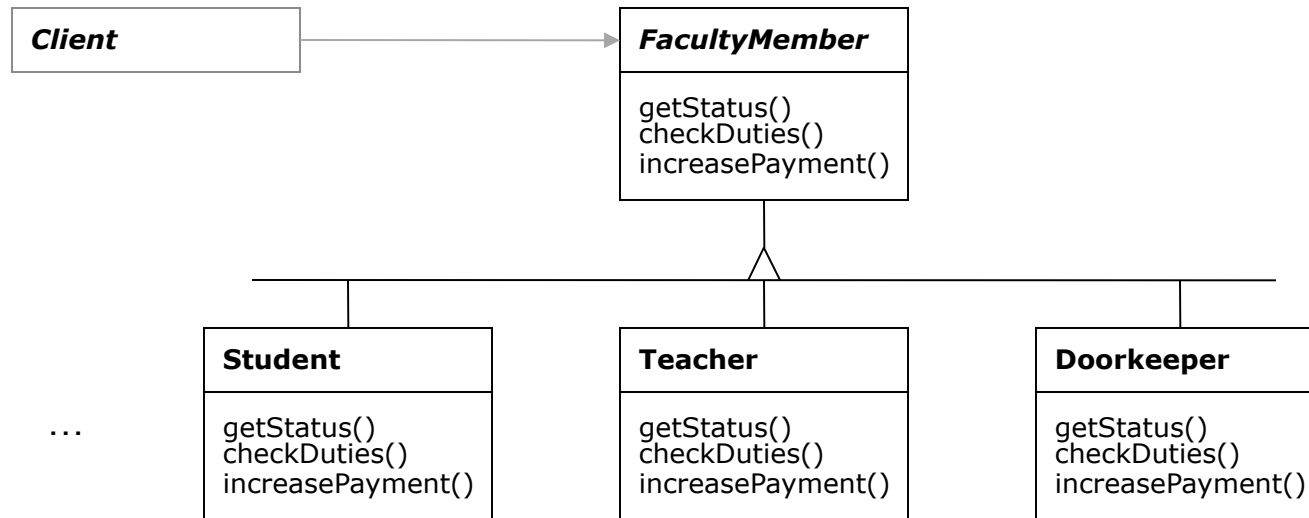 Client
FacultyMember
getStatus()
checkDuties()
increasePayment()
Student
Teacher
Doorkeeper
...
getStatus()
checkDuties()
increasePayment()
getStatus()
checkDuties()
increasePayment()
getStatus()
checkDuties()
increasePayment()